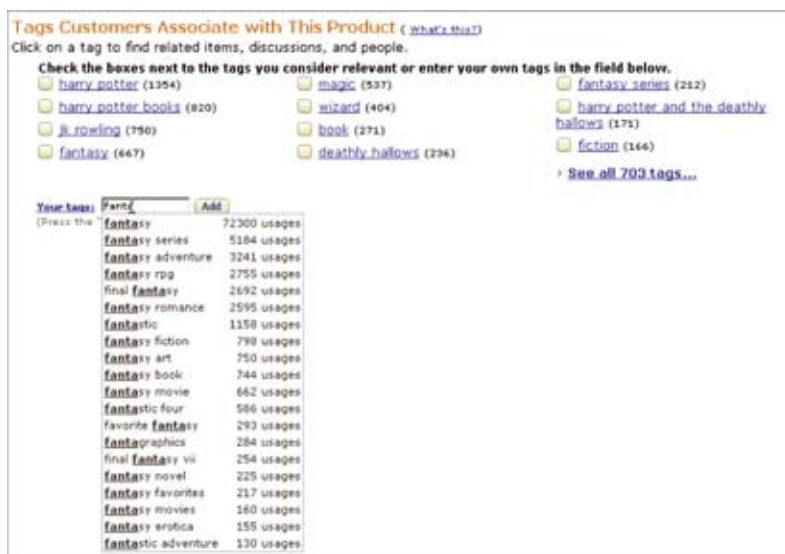 Tags Customers Associate with This Product ( What's this?)
Click on a tag to find related items, discussions, and people.
Check the boxes next to the tags you consider relevant or enter your own tags in the field below.
harry potter (1354)
harry potter books (820)
jk rowling (750)
fantasy (667)
magic (537)
wizard (404)
book (271)
deathly hallows (236)
fantasy series (212)
harry potter and the deathly
hallows (171)
fiction (166)
› See all 703 tags...
Your tags: Fanta Add
(Press the
fantasy 72300 usages
fantasy series 5184 usages
fantasy adventure 3241 usages
fantasy rpg 2755 usages
final fantasy 2692 usages
fantasy romance 2595 usages
fantastic 1158 usages
fantasy fiction 798 usages
fantasy art 750 usages
fantasy book 744 usages
fantasy movie 662 usages
fantastic four 586 usages
favorite fantasy 293 usages
fantagraphics 284 usages
final fantasy vii 254 usages
fantasy novel 225 usages
fantasy favorites 217 usages
fantasy movies 160 usages
fantasy erotica 155 usages
fantastic adventure 130 usages